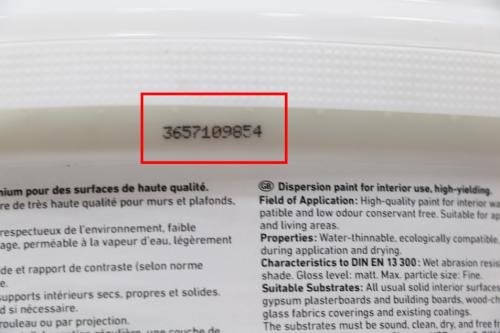 3657109854
nium pour des surfaces de haute qualité.
re de très haute qualité pour murs et plafonds,
respectueux de l'environnement, faible
age, perméable à la vapeur d'eau, légèrement
de et rapport de contraste (selon norme
e.
supports intérieurs secs, propres et solides.
d si nécessaire.
rouleau ou par projection.
GB Dispersion paint for interior use, high-yielding.
Field of Application: High-quality paint for interior wa
patible and low odour conservant free. Suitable for ap
and living areas.
Properties: Water-thinnable, ecologically compatible,
during application and drying.
Characteristics to DIN EN 13 300: Wet abrasion resis
shade. Gloss level: matt. Max. particle size: Fine.
Suitable Substrates: All usual solid interior surfaces
gypsum plasterboards and building boards, wood-ch
glass fabrics coverings and existing coatings.
The substrates must be sound, clean, dry, and free f